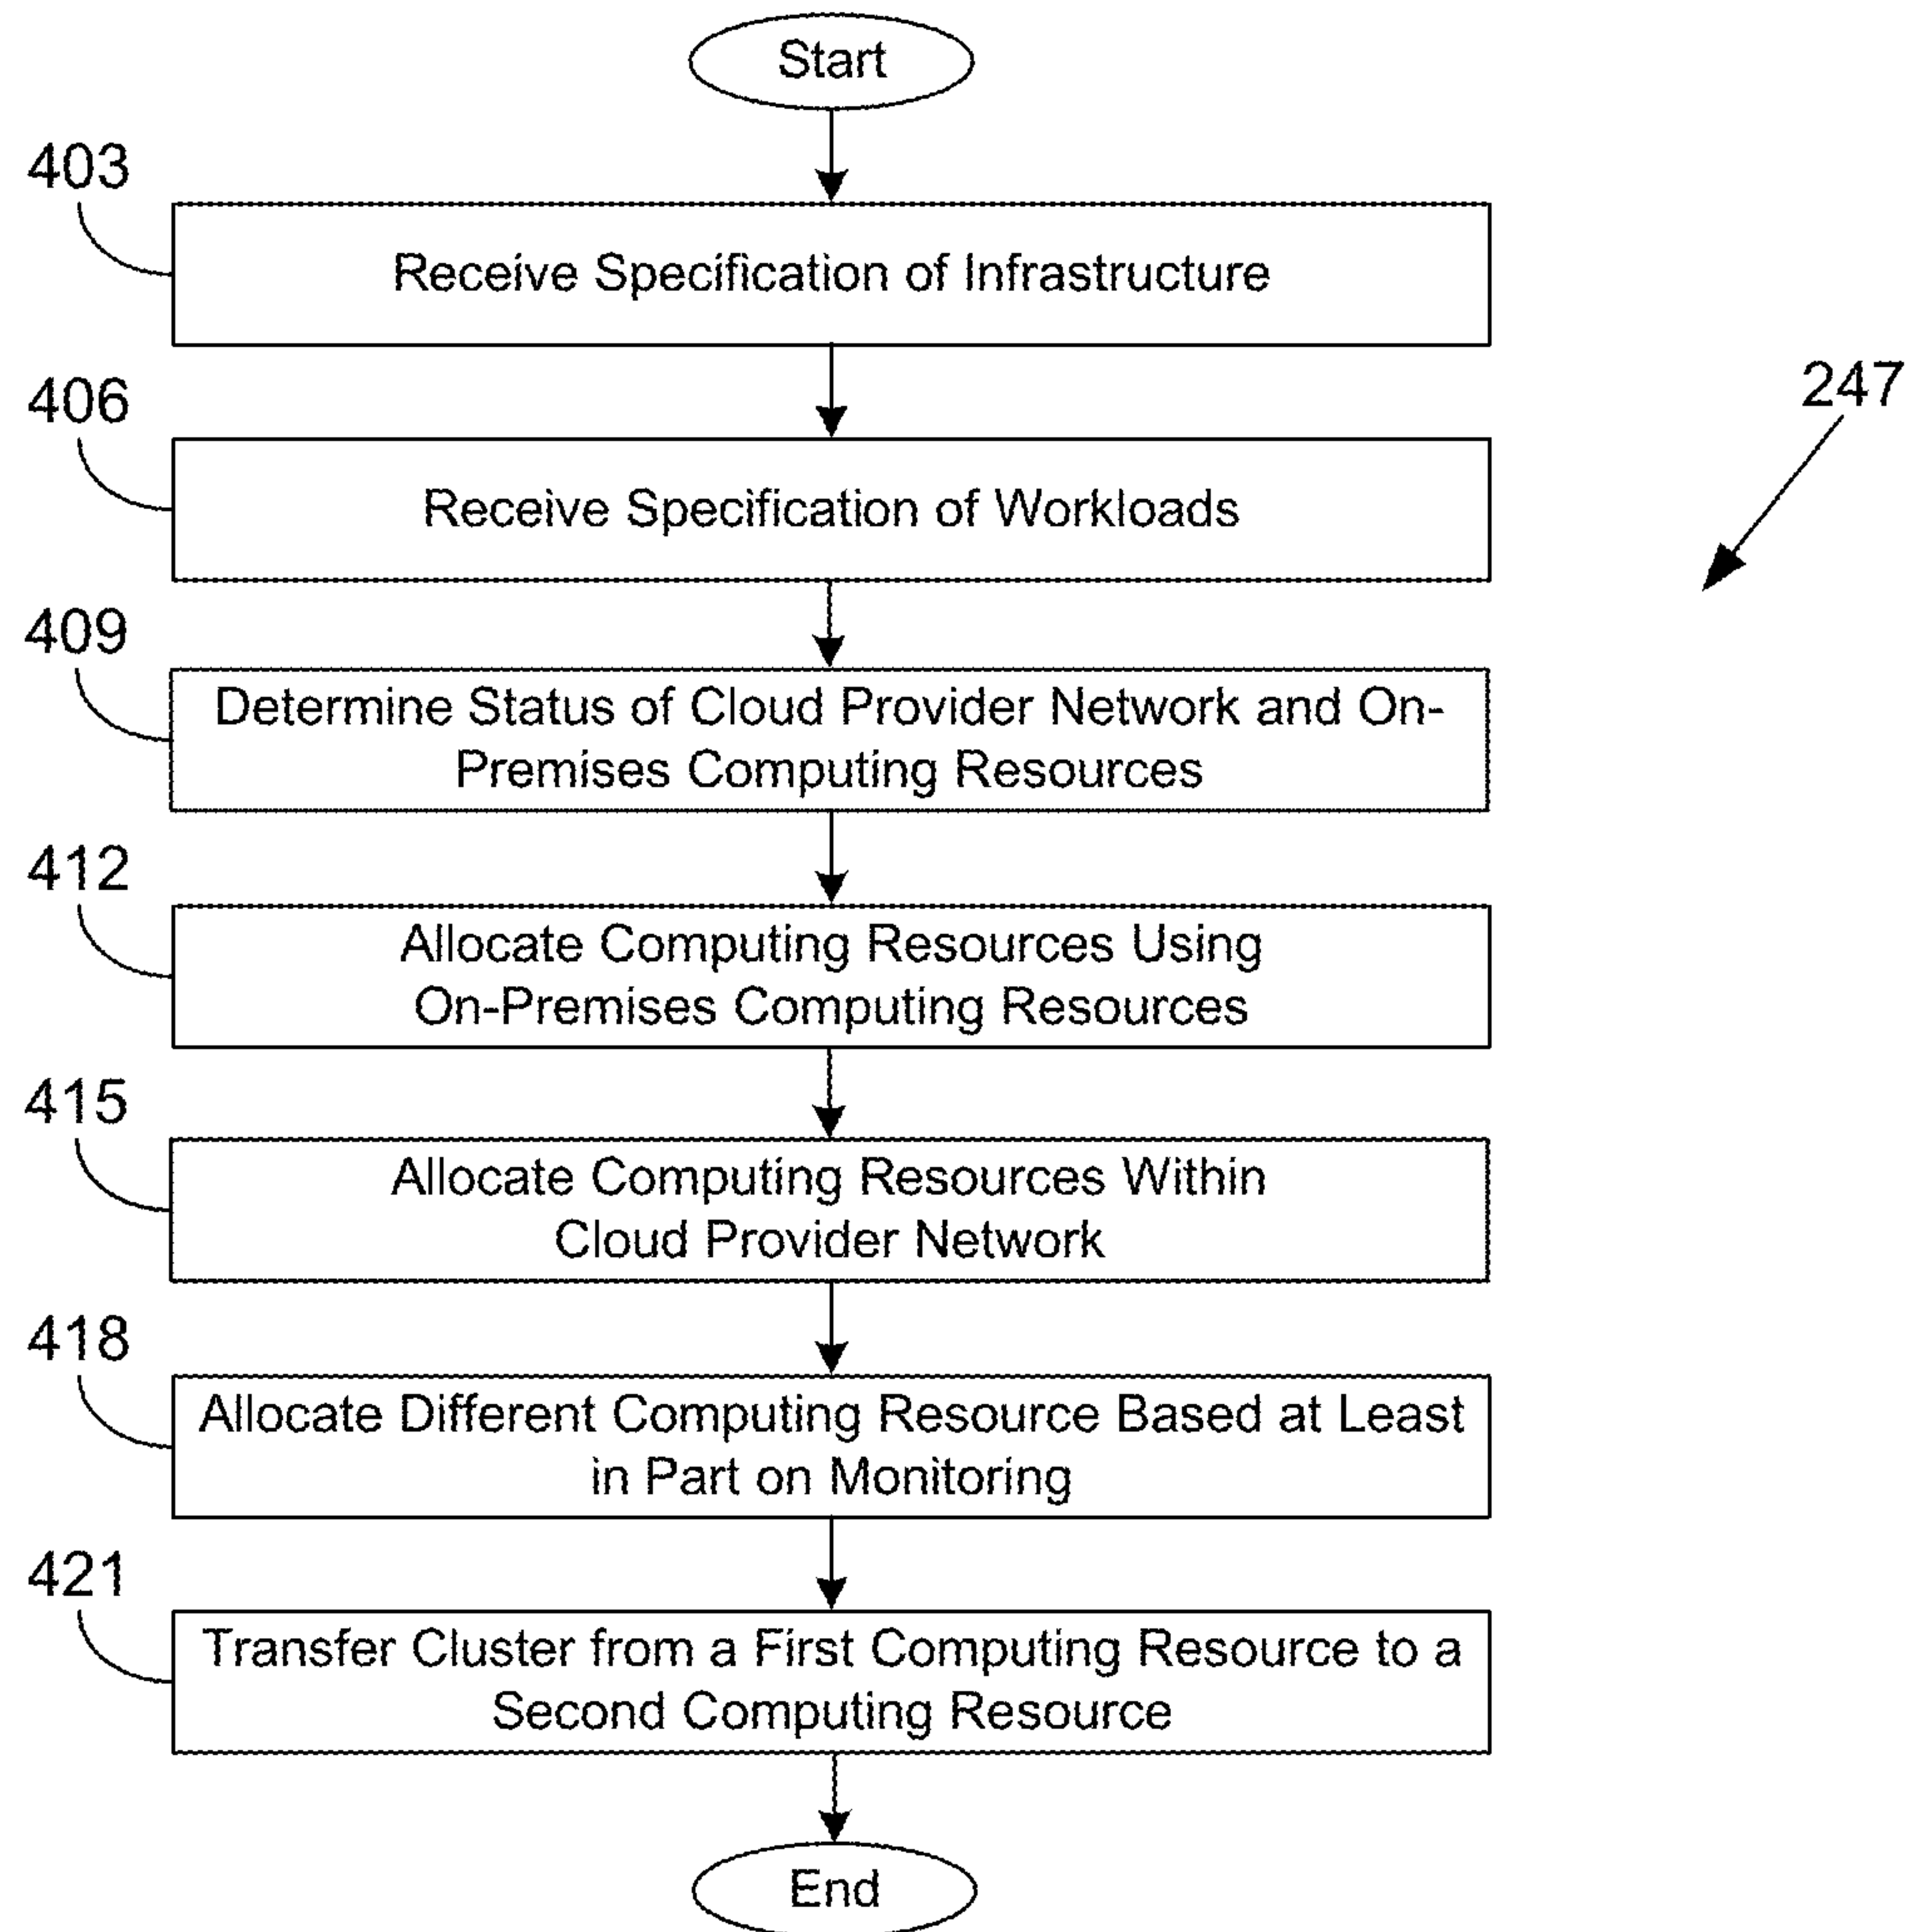 Start
403
Receive Specification of Infrastructure
406
Receive Specification of Workloads
247
409
Determine Status of Cloud Provider Network and On-
Premises Computing Resources
412
Allocate Computing Resources Using
On-Premises Computing Resources
415
Allocate Computing Resources Within
Cloud Provider Network
418
Allocate Different Computing Resource Based at Least
in Part on Monitoring
421
Transfer Cluster from a First Computing Resource to a
Second Computing Resource
End